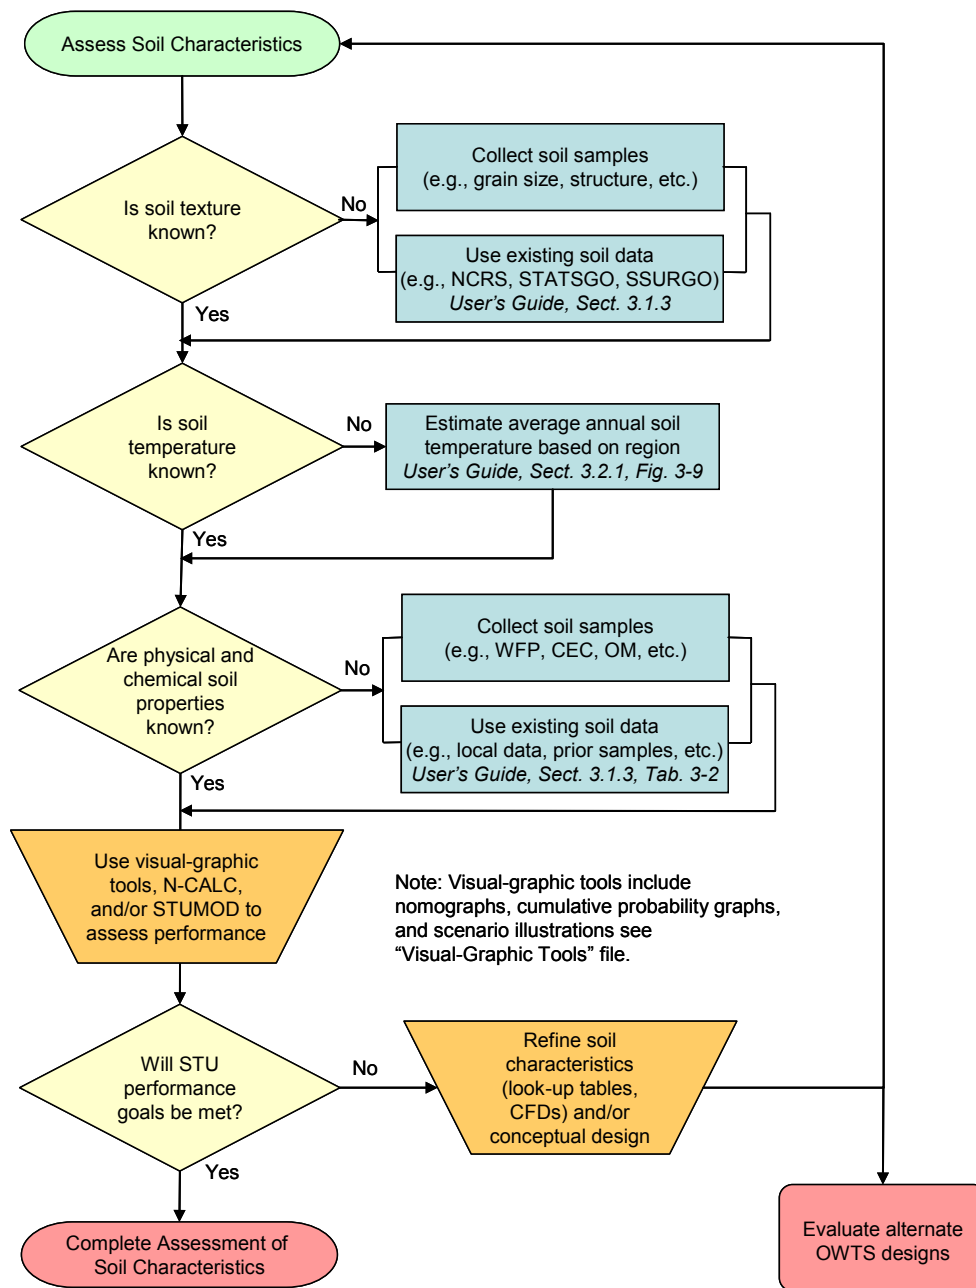 Assess Soil Characteristics
Is soil texture
known?
No
Collect soil samples
(e.g., grain size, structure, etc.)
Use existing soil data
(e.g., NCRS, STATSGO, SSURGO)
User's Guide, Sect. 3.1.3
Yes
Is soil
temperature
known?
No
Estimate average annual soil
temperature based on region
User's Guide, Sect. 3.2.1, Fig. 3-9
Yes
Are physical and
chemical soil
properties
known?
No
Collect soil samples
(e.g., WFP, CEC, OM, etc.)
Use existing soil data
(e.g., local data, prior samples, etc.)
User's Guide, Sect. 3.1.3, Tab. 3-2
Yes
Use visual-graphic
tools, N-CALC,
and/or STUMOD to
assess performance
Note: Visual-graphic tools include
nomographs, cumulative probability graphs,
and scenario illustrations see
“Visual-Graphic Tools” file.
Will STU
performance
goals be met?
No
Refine soil
characteristics
(look-up tables,
CFDs) and/or
conceptual design
Yes
Complete Assessment of
Soil Characteristics
Evaluate alternate
OWTS designs